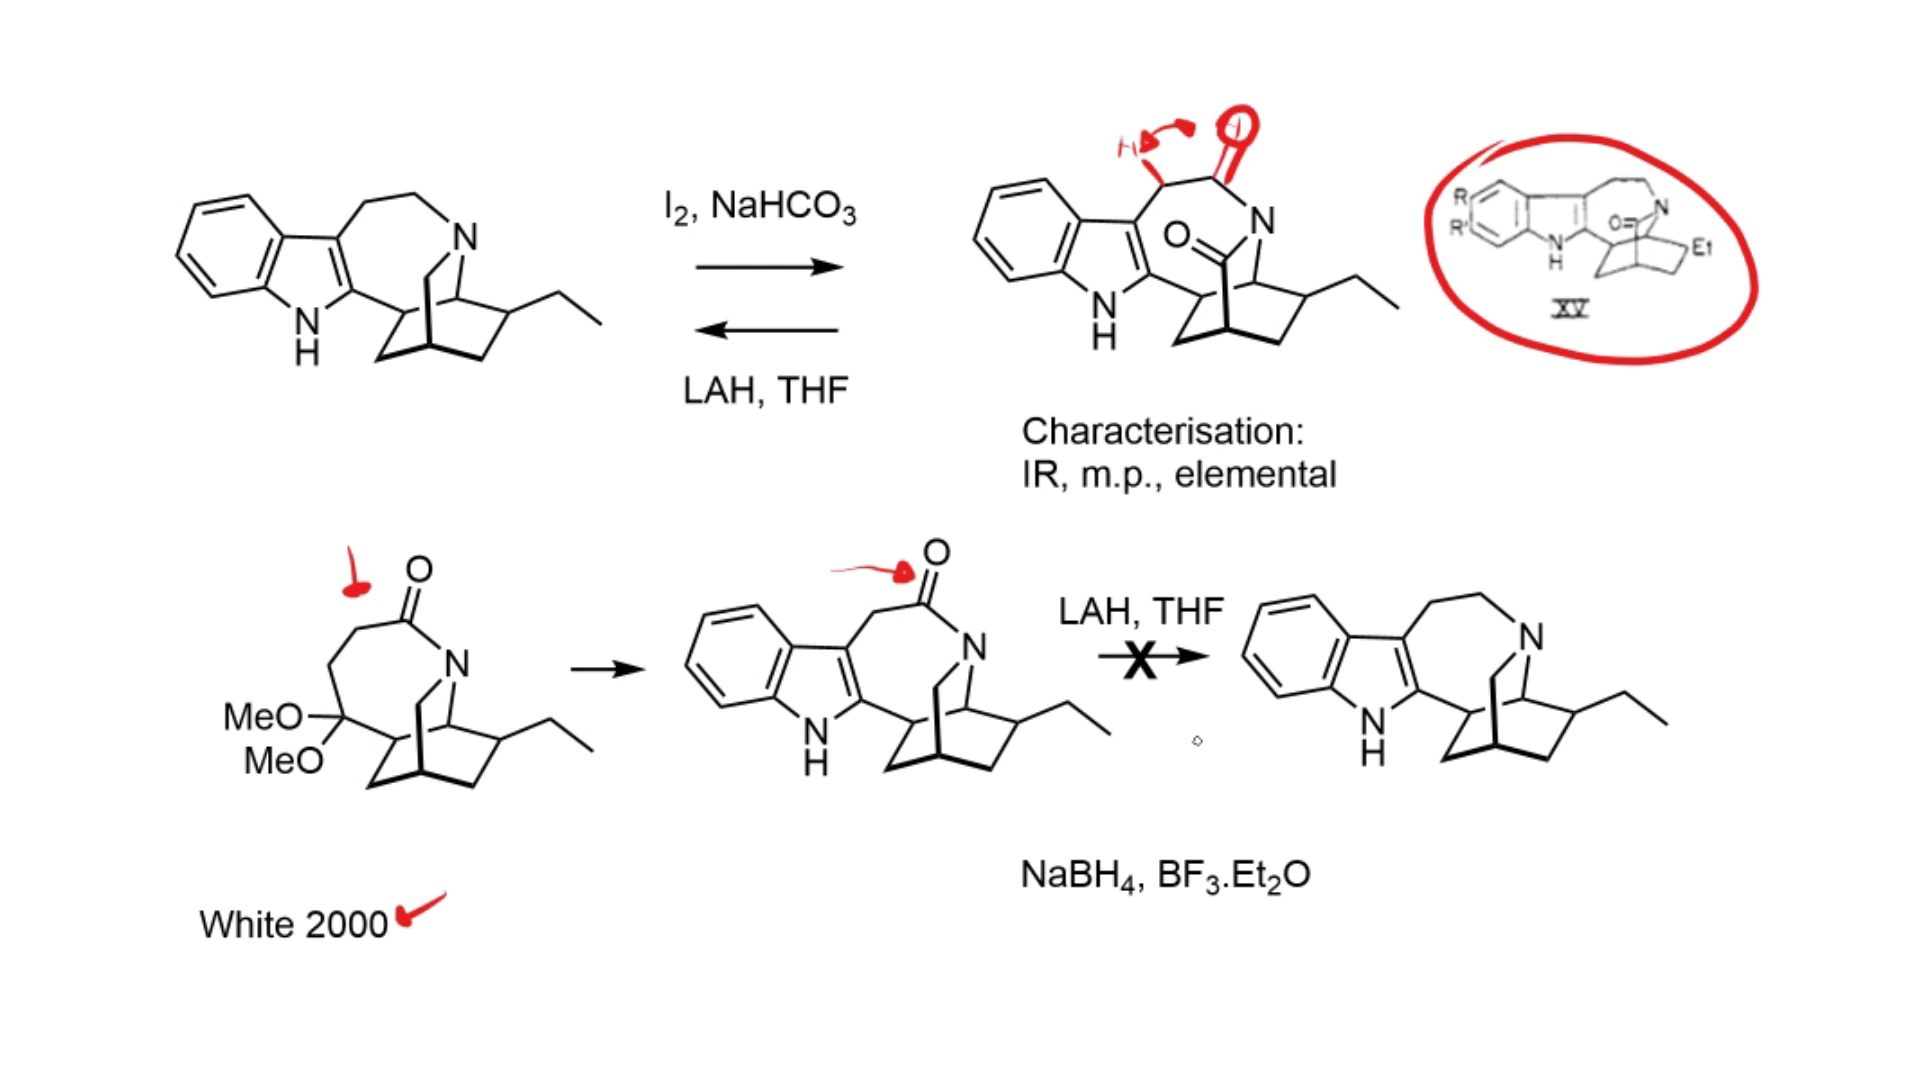 I2, NaHCO3
LAH, THF
N
N
H
H
H
O
N
O
N
H
R
R'
N
O
N
H
Et
XV
Characterisation:
IR, m.p., elemental
O
N
MeO
MeO
O
N
N
H
LAH, THF
X
N
N
H
NaBH4, BF3.Et2O
White 2000